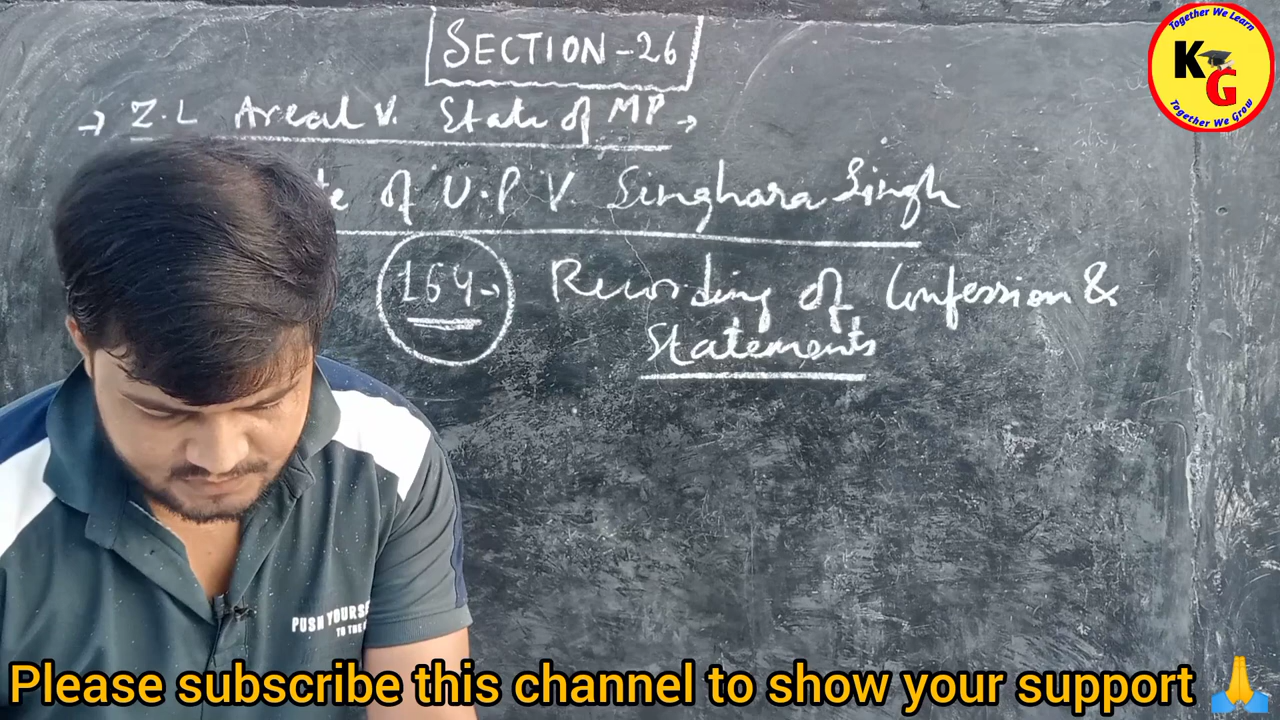 SECTION-26
→ Z.L Areal V. State of MP →
te of U.P V. Singhara Singh
164→ Recording of Confession &
Statements
Together We Learn
KG
Together We Grow
PUSH YOURSE
TO THE
Please subscribe this channel to show your support 🙏